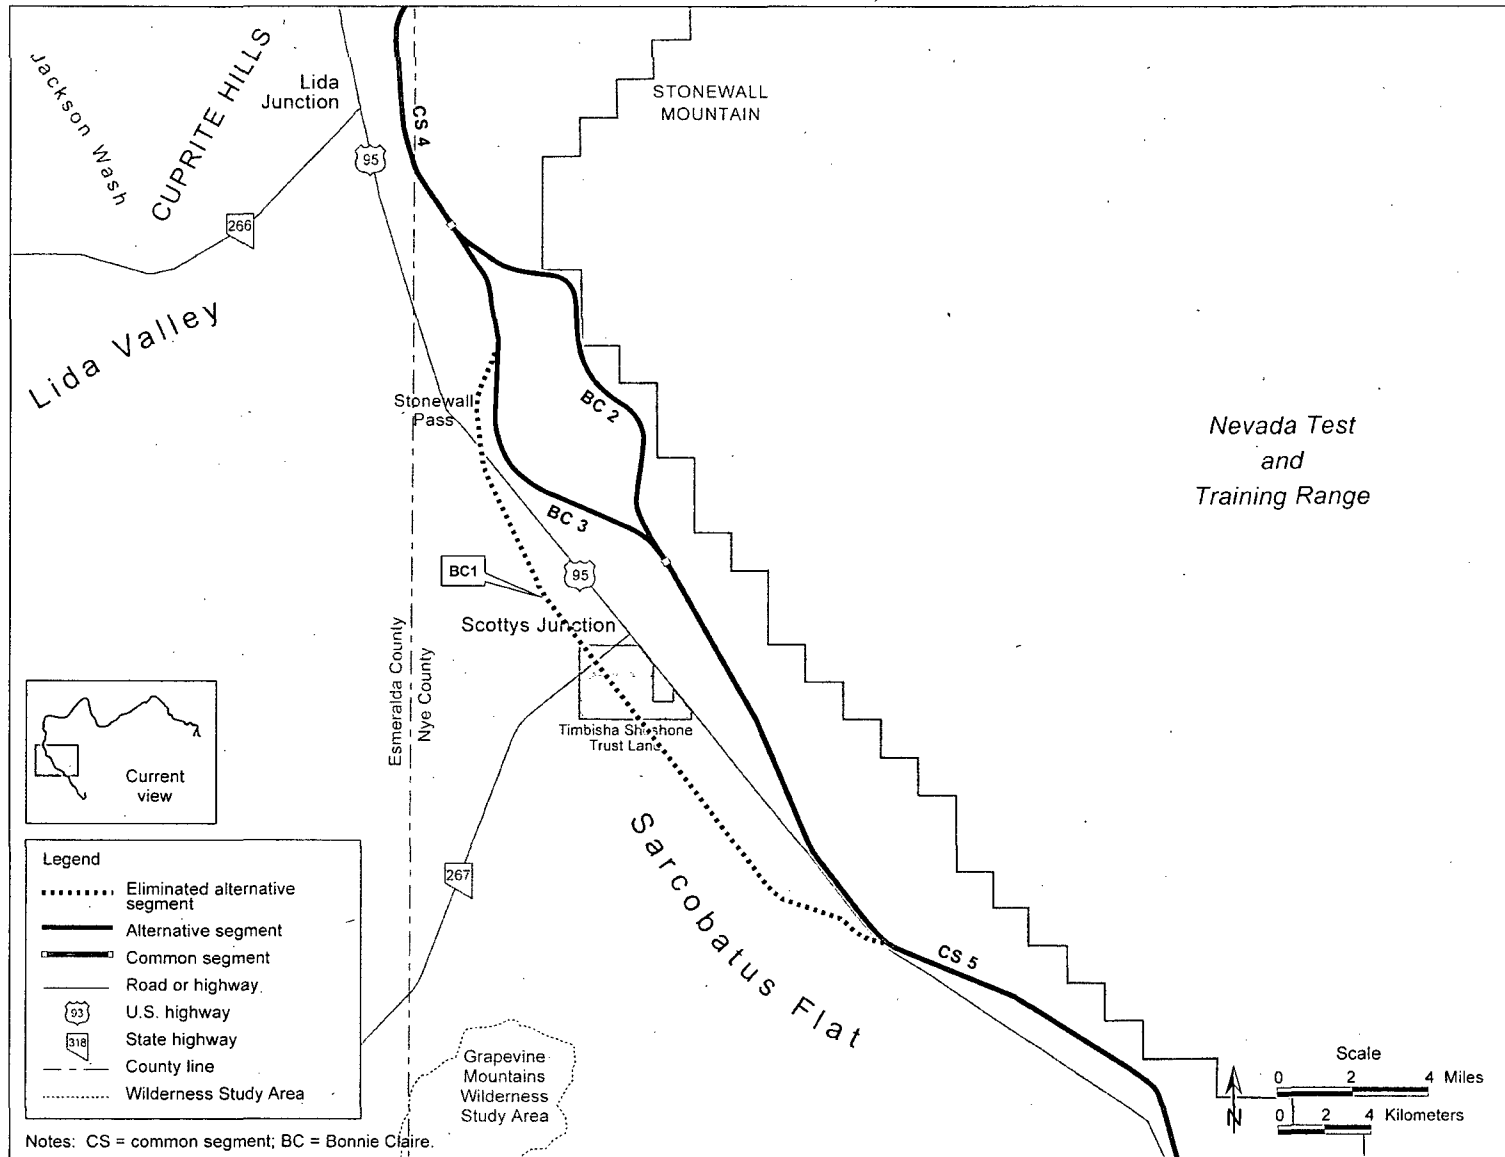 Jackson Wash
CUPRITE HILLS
Lida
Junction
CS 4
STONEWALL
MOUNTAIN
95
266
Lida Valley
Stonewall
Pass
BC 2
Nevada Test
and
Training Range
BC 3
BC1
95
Scottys Junction
Esmeralda County
Nye County
Timbisha Shoshone
Trust Land
Current
view
Sarcobatus Flat
267
CS 5
Legend
Eliminated alternative
segment
Alternative segment
Common segment
Road or highway
93
U.S. highway
318
State highway
County line
Wilderness Study Area
Grapevine
Mountains
Wilderness
Study Area
N
Scale
0 2 4 Miles
0 2 4 Kilometers
Notes: CS = common segment; BC = Bonnie Claire.